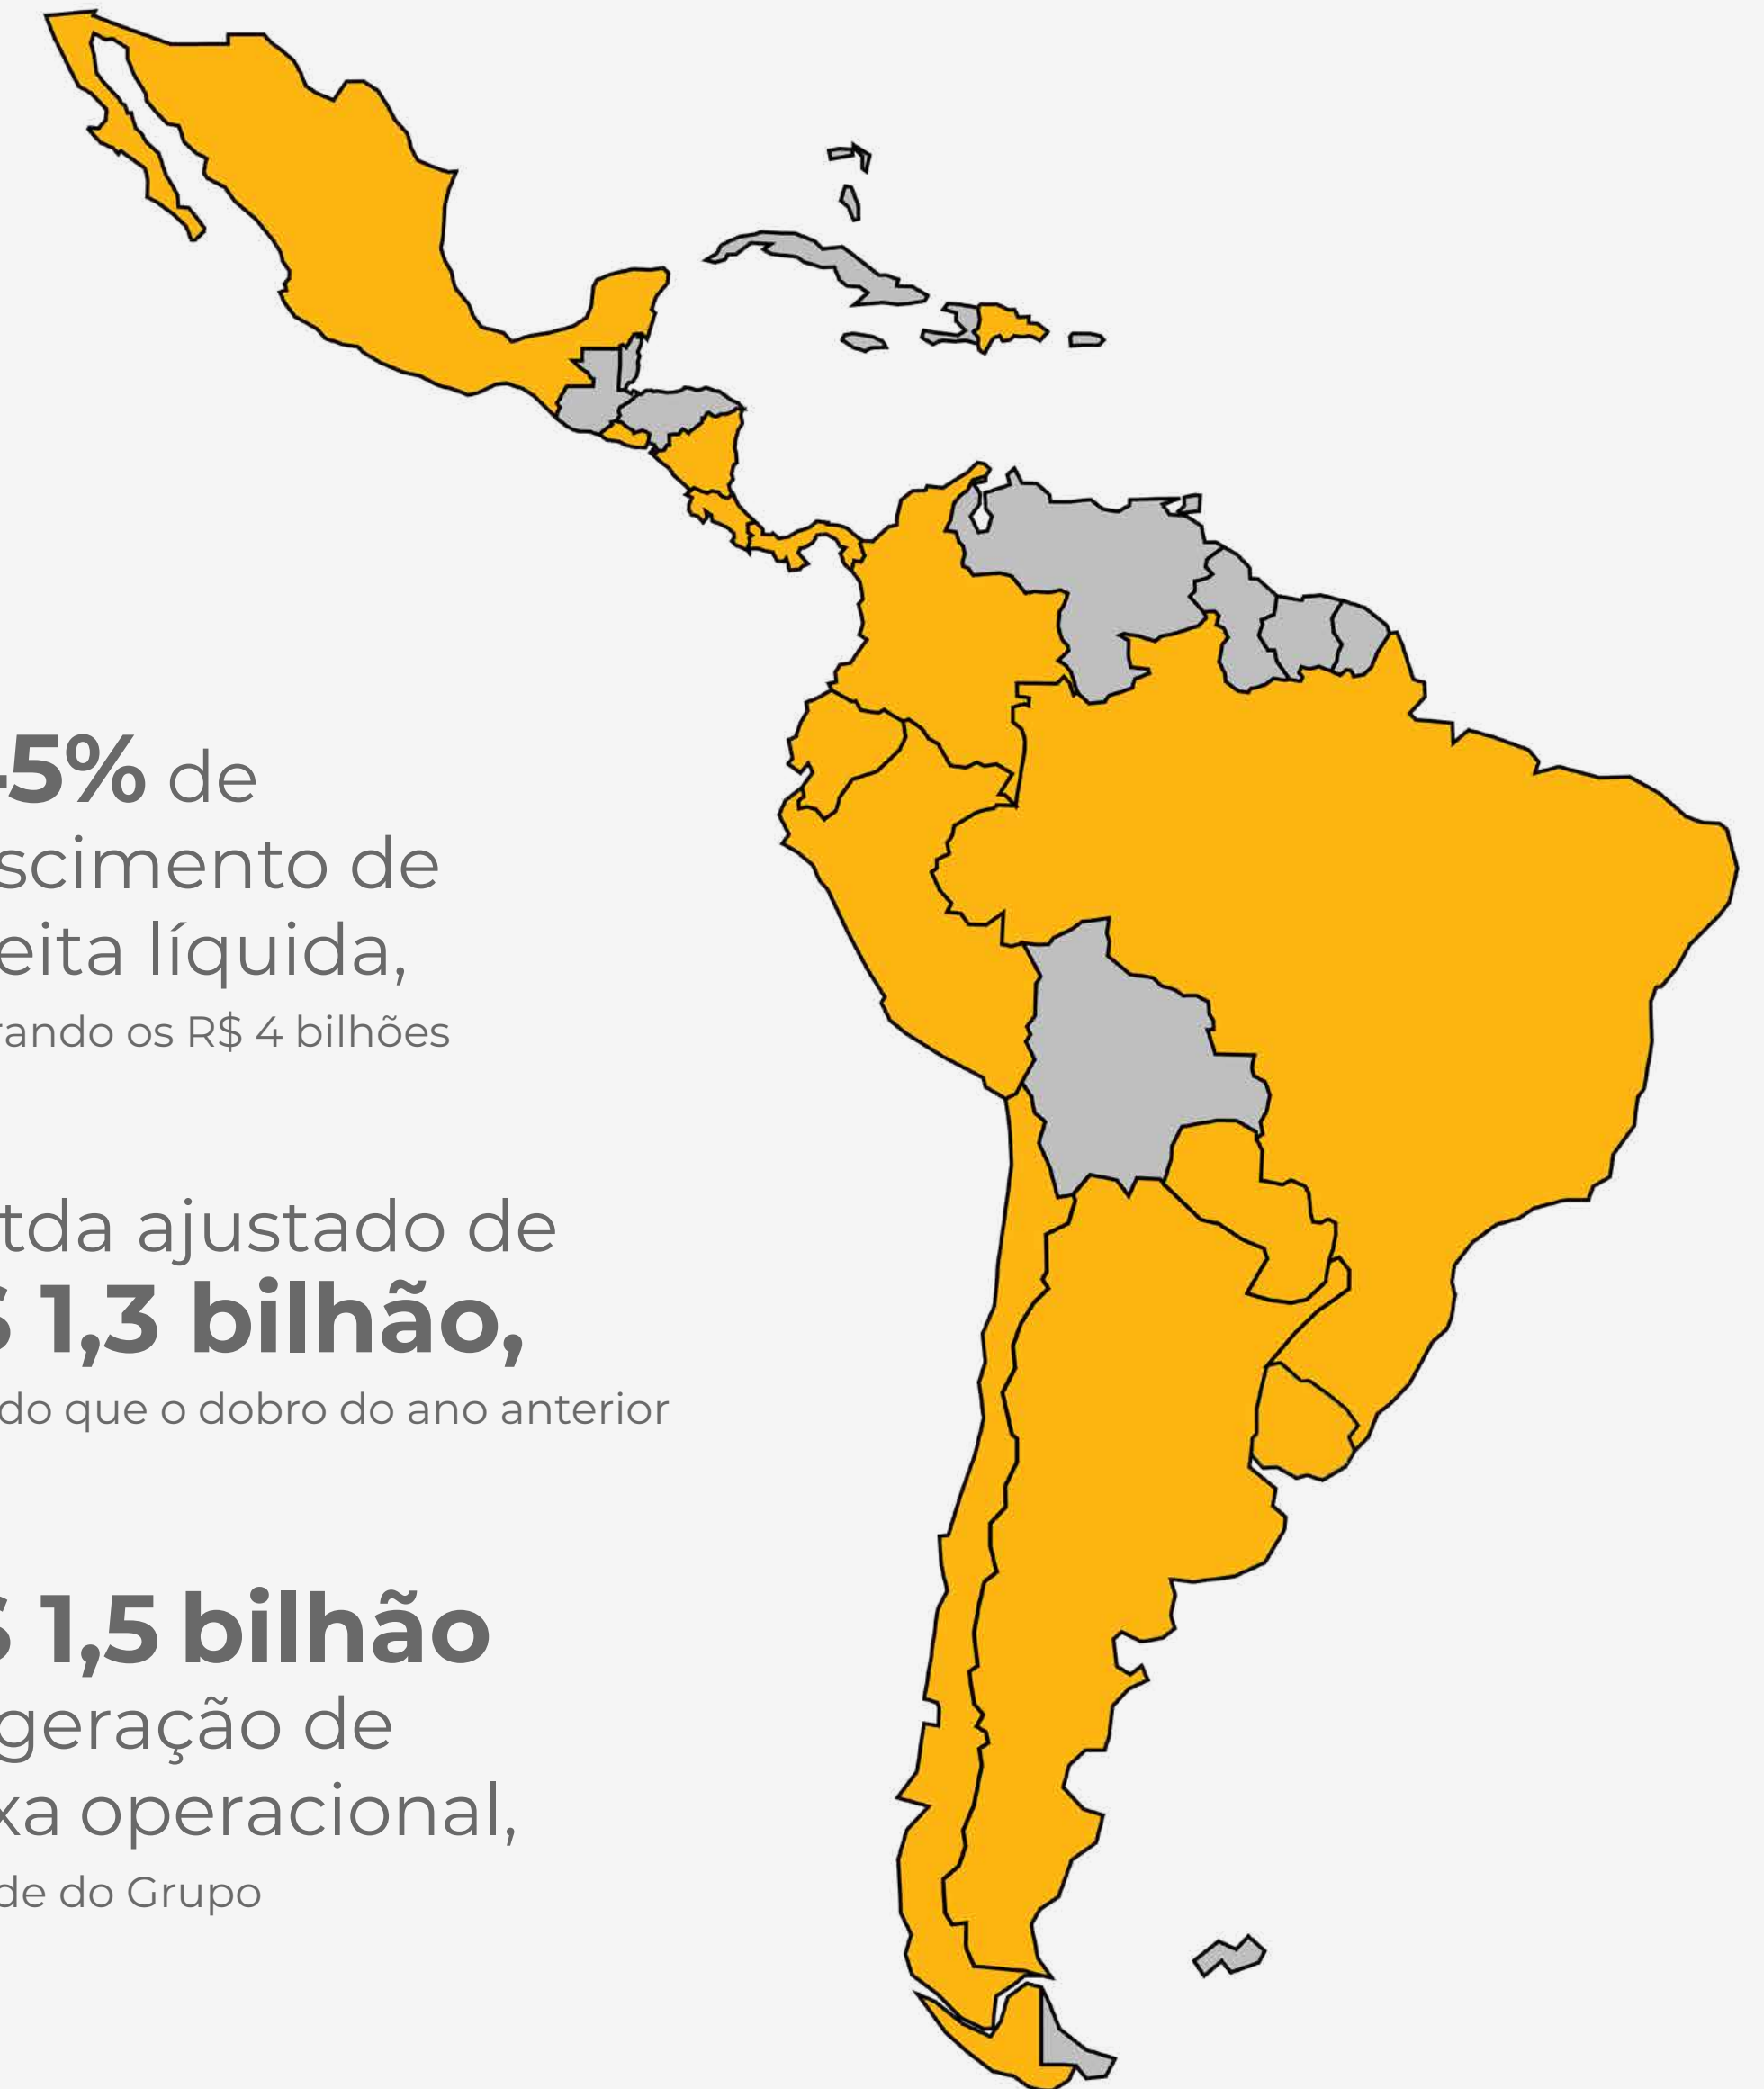 5% de
scimento de
eita líquida,
rando os R$ 4 bilhões
tda ajustado de
$ 1,3 bilhão,
do que o dobro do ano anterior
$ 1,5 bilhão
geração de
xa operacional,
de do Grupo